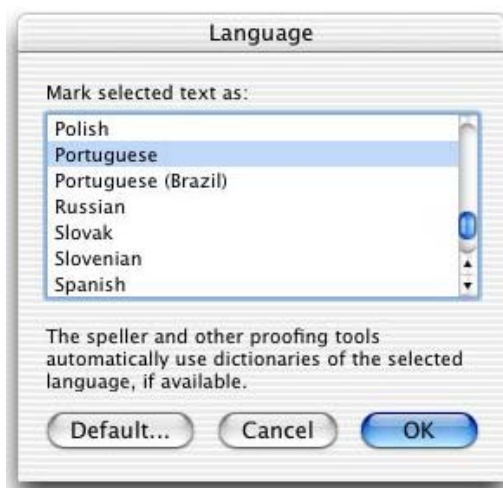 Language
Mark selected text as:
Polish
Portuguese
Portuguese (Brazil)
Russian
Slovak
Slovenian
Spanish
The speller and other proofing tools
automatically use dictionaries of the selected
language, if available.
Default... Cancel OK